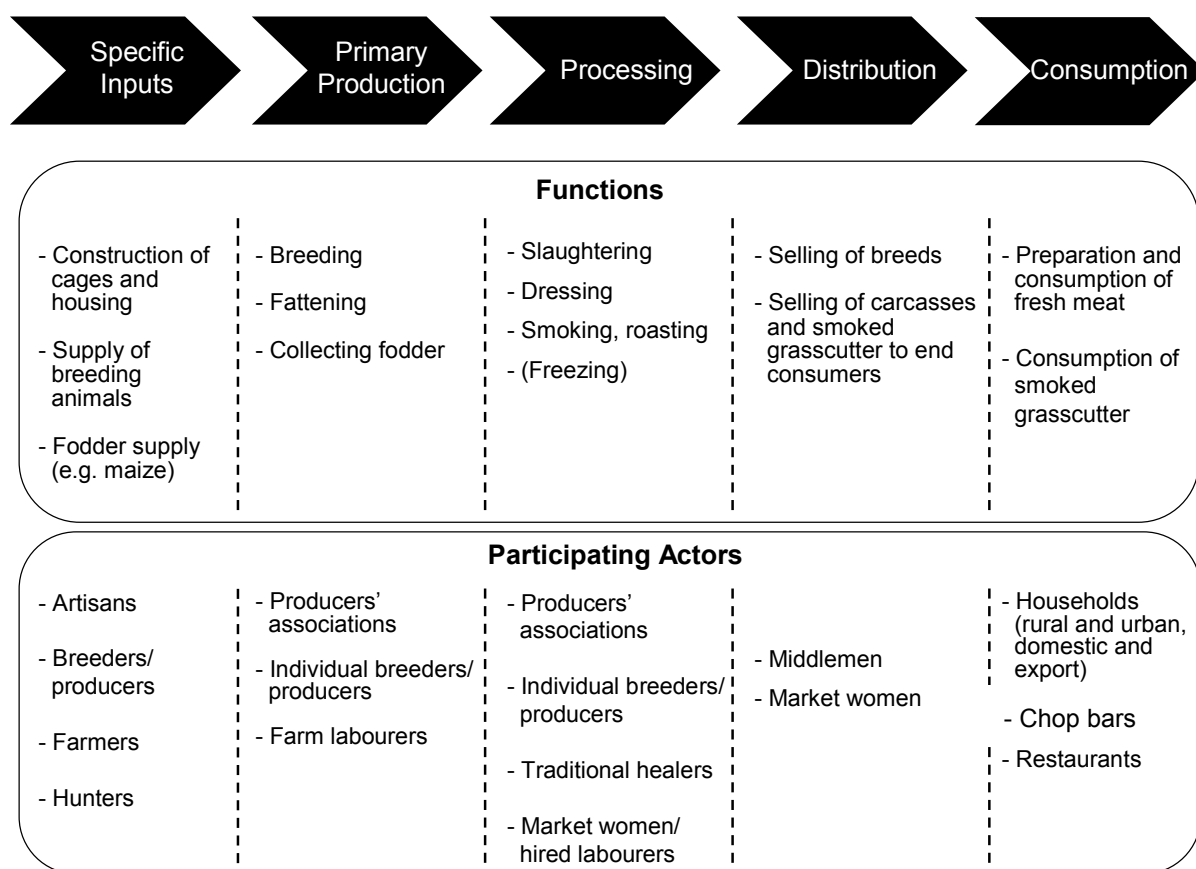 Specific
Inputs
Primary
Production
Processing
Distribution
Consumption
Functions
- Construction of
cages and
housing
- Supply of
breeding
animals
- Fodder supply
(e.g. maize)
- Breeding
- Fattening
- Collecting fodder
- Slaughtering
- Dressing
- Smoking, roasting
- (Freezing)
- Selling of breeds
- Selling of carcasses
and smoked
grasscutter to end
consumers
- Preparation and
consumption of
fresh meat
- Consumption of
smoked
grasscutter
Participating Actors
- Artisans
- Breeders/
producers
- Farmers
- Hunters
- Producers’
associations
- Individual breeders/
producers
- Farm labourers
- Producers’
associations
- Individual breeders/
producers
- Traditional healers
- Market women/
hired labourers
- Middlemen
- Market women
- Households
(rural and urban,
domestic and
export)
- Chop bars
- Restaurants